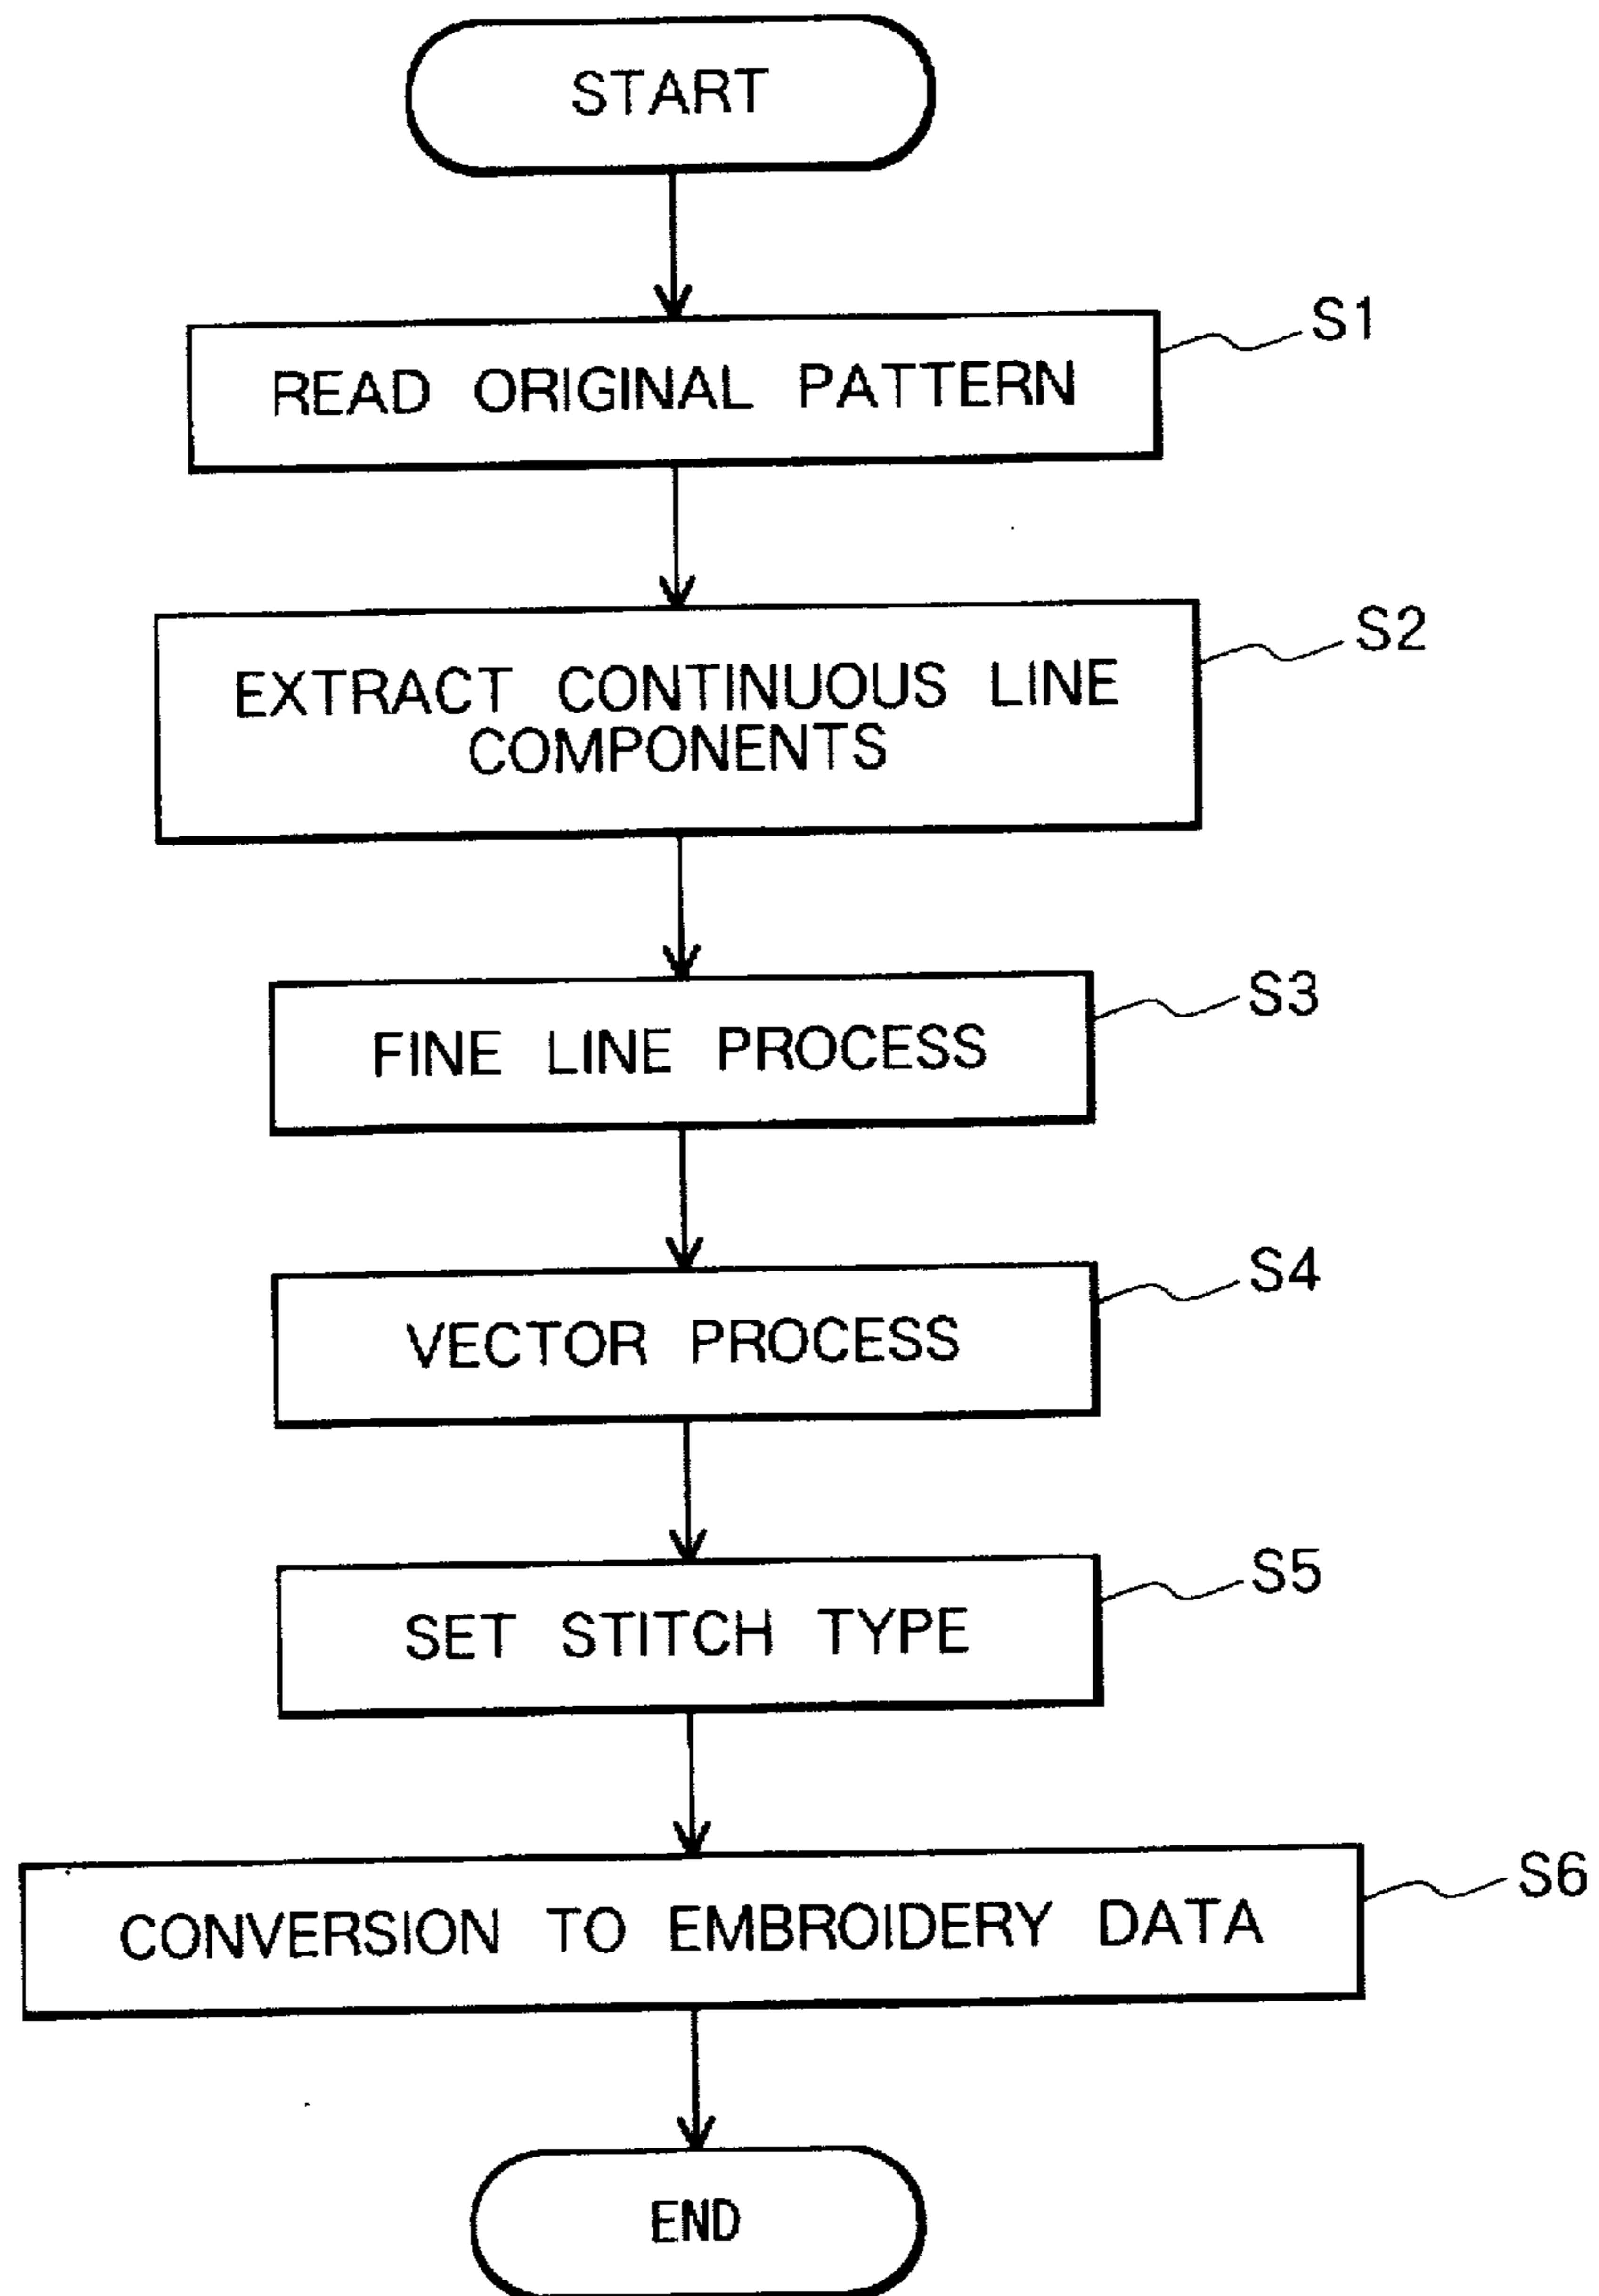 START
READ ORIGINAL PATTERN
S1
EXTRACT CONTINUOUS LINE
COMPONENTS
S2
FINE LINE PROCESS
S3
VECTOR PROCESS
S4
SET STITCH TYPE
S5
CONVERSION TO EMBROIDERY DATA
S6
END